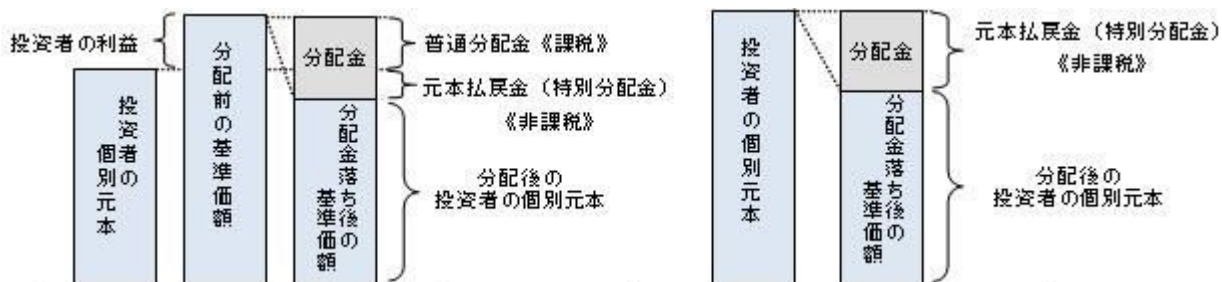 投資者の利益
投資者の
個別元本
分配前の基準価額
分配金
分配金落ち後の
基準価額
普通分配金《課税》
元本払戻金（特別分配金）
《非課税》
分配後の
投資者の個別元本
投資者の個別元本
分配金
分配金落ち後の
基準価額
元本払戻金（特別分配金）
《非課税》
分配後の
投資者の個別元本